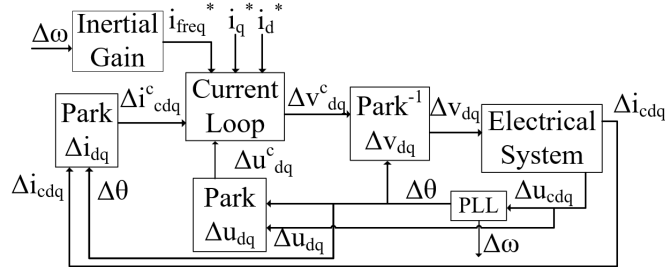 Δω
Inertial
Gain
i_freq^*
i_q^*
i_d^*
Δi^c_cdq
Park
Δi_dq
Current
Loop
Δv^c_dq
Park^-1
Δv_dq
Δv_dq
Electrical
System
Δi_cdq
Δi_cdq
Δθ
Δu^c_dq
Park
Δu_dq
Δu_dq
Δθ
PLL
Δu_cdq
Δω